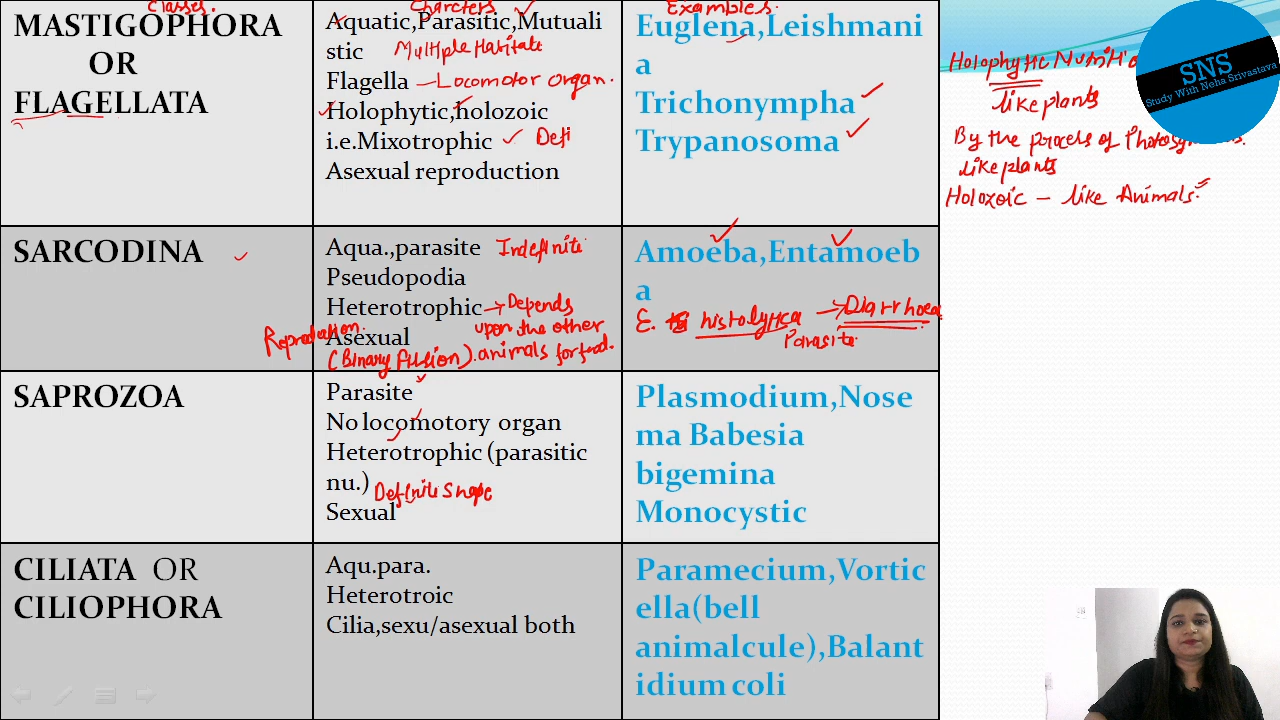 Classes.
Charcters
Examples.
MASTIGOPHORA
OR
FLAGELLATA
Aquatic,Parasitic,Mutuali
stic
Multiple Habitate
Flagella – Locomotor organ.
Holophytic,holozoic
i.e.Mixotrophic
Defi
Asexual reproduction
Euglena,Leishmani
a
Trichonympha
Trypanosoma
Holophytic
like plants
By the process of
like plants
Holozoic – like Animals.
SNS
Study With Neha Srivastava
SARCODINA
Aqua.,parasite
Indefinite
Pseudopodia
Heterotrophic
Depends
upon the other
animals for food.
Reproduction.
Asexual
(Binary Fission).
Amoeba,Entamoeb
a
E. histolytica
Diarrhoea
Parasite.
SAPROZOA
Parasite
No locomotory organ
Heterotrophic (parasitic
nu.)
Definite Shape
Sexual
Plasmodium,Nose
ma Babesia
bigemina
Monocystic
CILIATA OR
CILIOPHORA
Aqu.para.
Heterotroic
Cilia,sexu/asexual both
Paramecium,Vortic
ella(bell
animalcule),Balant
idium coli